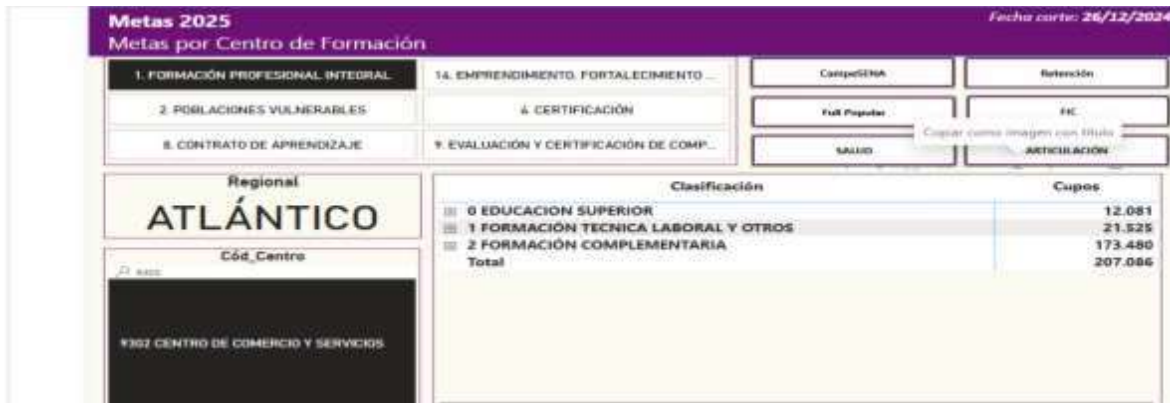 Metas 2025
Fecha corte: 26/12/2024
Metas por Centro de Formación
1. FORMACIÓN PROFESIONAL INTEGRAL
14. EMPRENDIMIENTO, FORTALECIMIENTO ...
CampeSENA
Retención
2. POBLACIONES VULNERABLES
6. CERTIFICACIÓN
Full Popular
FIC
Copiar como imagen con título
8. CONTRATO DE APRENDIZAJE
9. EVALUACIÓN Y CERTIFICACIÓN DE COMP...
SALUD
ARTICULACIÓN
Regional
ATLÁNTICO
Clasificación Cupos
0 EDUCACION SUPERIOR 12.081
1 FORMACIÓN TECNICA LABORAL Y OTROS 21.525
2 FORMACIÓN COMPLEMENTARIA 173.480
Total 207.086
Cód_Centro
9302 CENTRO DE COMERCIO Y SERVICIOS